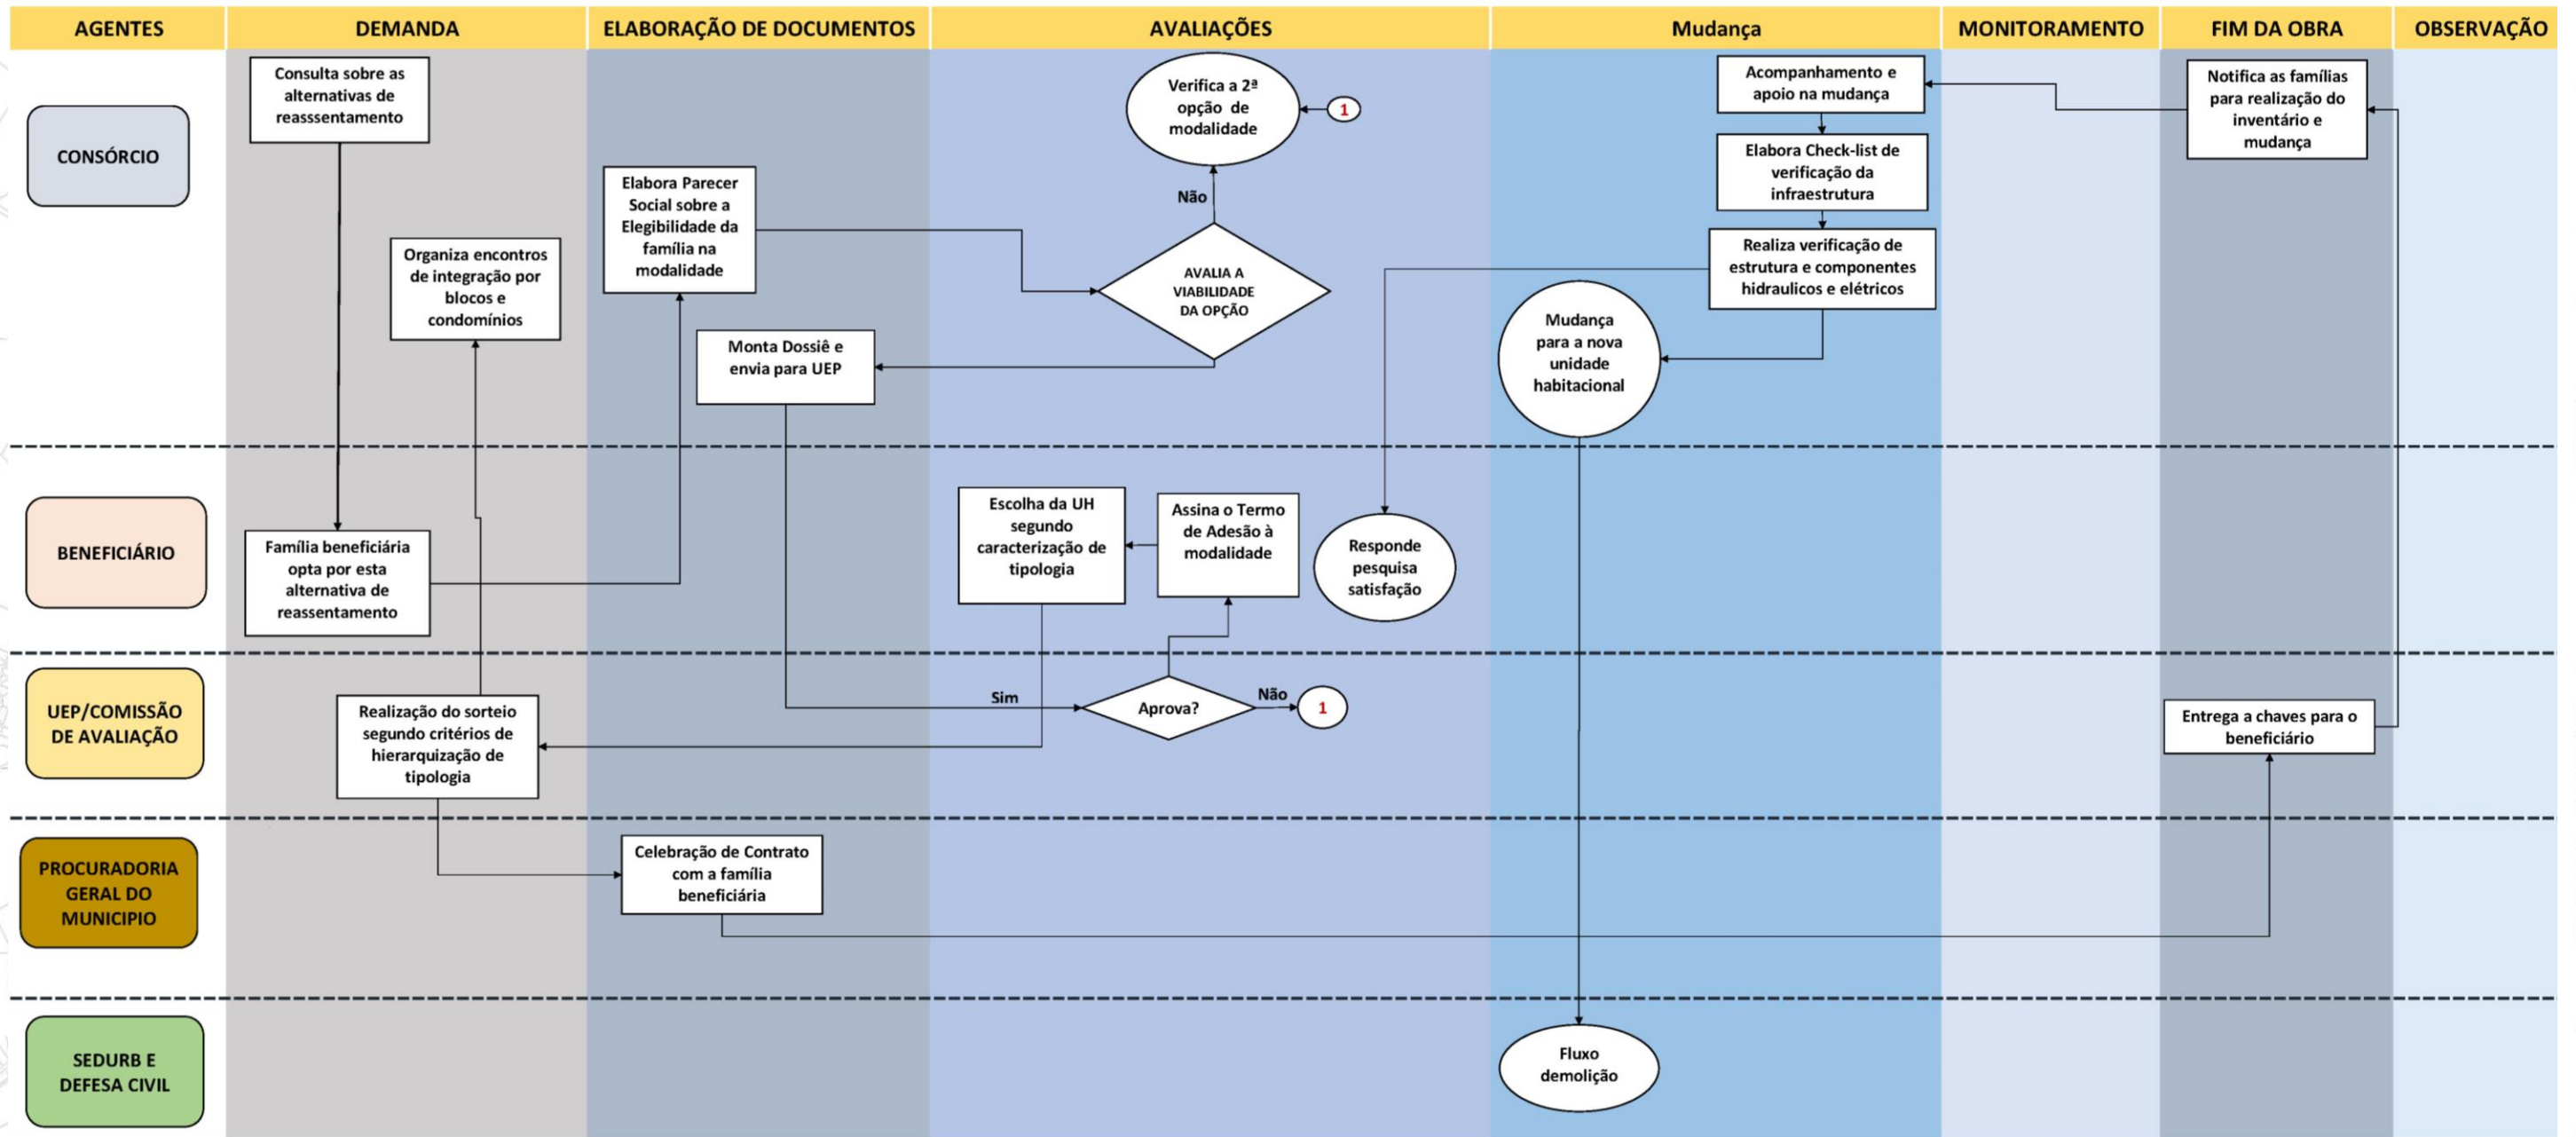 AGENTES
DEMANDA
ELABORAÇÃO DE DOCUMENTOS
AVALIAÇÕES
Mudança
MONITORAMENTO
FIM DA OBRA
OBSERVAÇÃO
CONSÓRCIO
Consulta sobre as
alternativas de
reasssentamento
Organiza encontros
de integração por
blocos e
condomínios
Elabora Parecer
Social sobre a
Elegibilidade da
família na
modalidade
Monta Dossiê e
envia para UEP
Verifica a 2ª
opção de
modalidade
1
Não
AVALIA A
VIABILIDADE
DA OPÇÃO
Acompanhamento e
apoio na mudança
Elabora Check-list de
verificação da
infraestrutura
Realiza verificação de
estrutura e componentes
hidraulicos e elétricos
Mudança
para a nova
unidade
habitacional
Notifica as famílias
para realização do
inventário e
mudança
BENEFICIÁRIO
Família beneficiária
opta por esta
alternativa de
reassentamento
Escolha da UH
segundo
caracterização de
tipologia
Assina o Termo
de Adesão à
modalidade
Responde
pesquisa
satisfação
UEP/COMISSÃO
DE AVALIAÇÃO
Realização do sorteio
segundo critérios de
hierarquização de
tipologia
Sim
Aprova?
Não
1
Entrega a chaves para o
beneficiário
PROCURADORIA
GERAL DO
MUNICIPIO
Celebração de Contrato
com a família
beneficiária
SEDURB E
DEFESA CIVIL
Fluxo
demolição